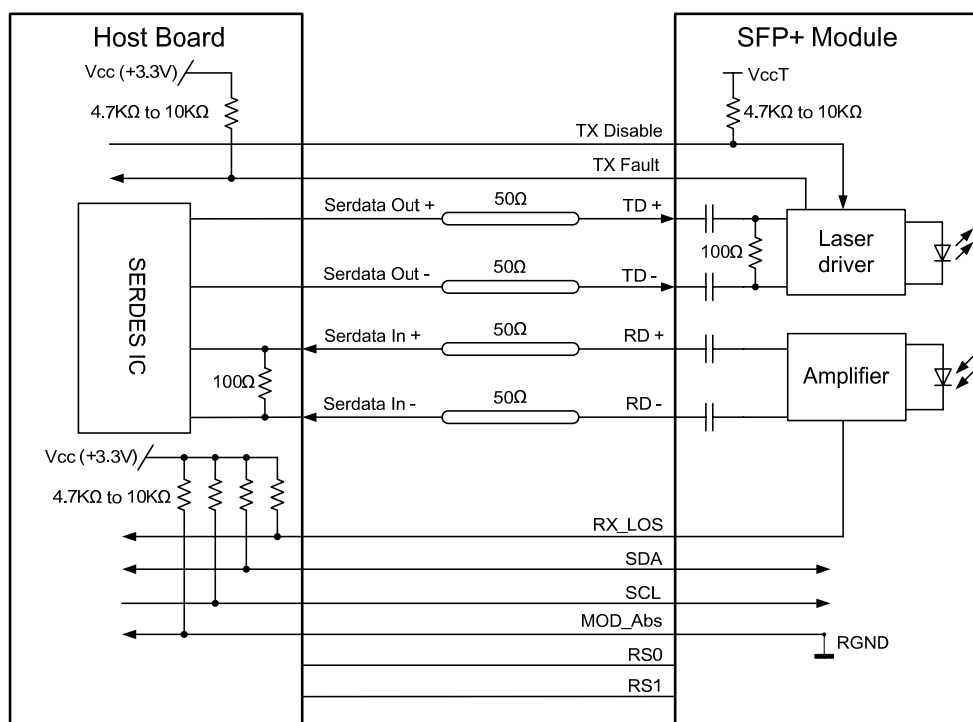 Host Board
SFP+ Module
Vcc (+3.3V)
4.7KΩ to 10KΩ
VccT
4.7KΩ to 10KΩ
TX Disable
TX Fault
Serdata Out +
50Ω
TD +
Serdata Out -
50Ω
TD -
100Ω
Laser
driver
SERDES IC
Serdata In +
50Ω
RD +
100Ω
Serdata In -
50Ω
RD -
Amplifier
Vcc (+3.3V)
4.7KΩ to 10KΩ
RX_LOS
SDA
SCL
MOD_Abs
RGND
RS0
RS1